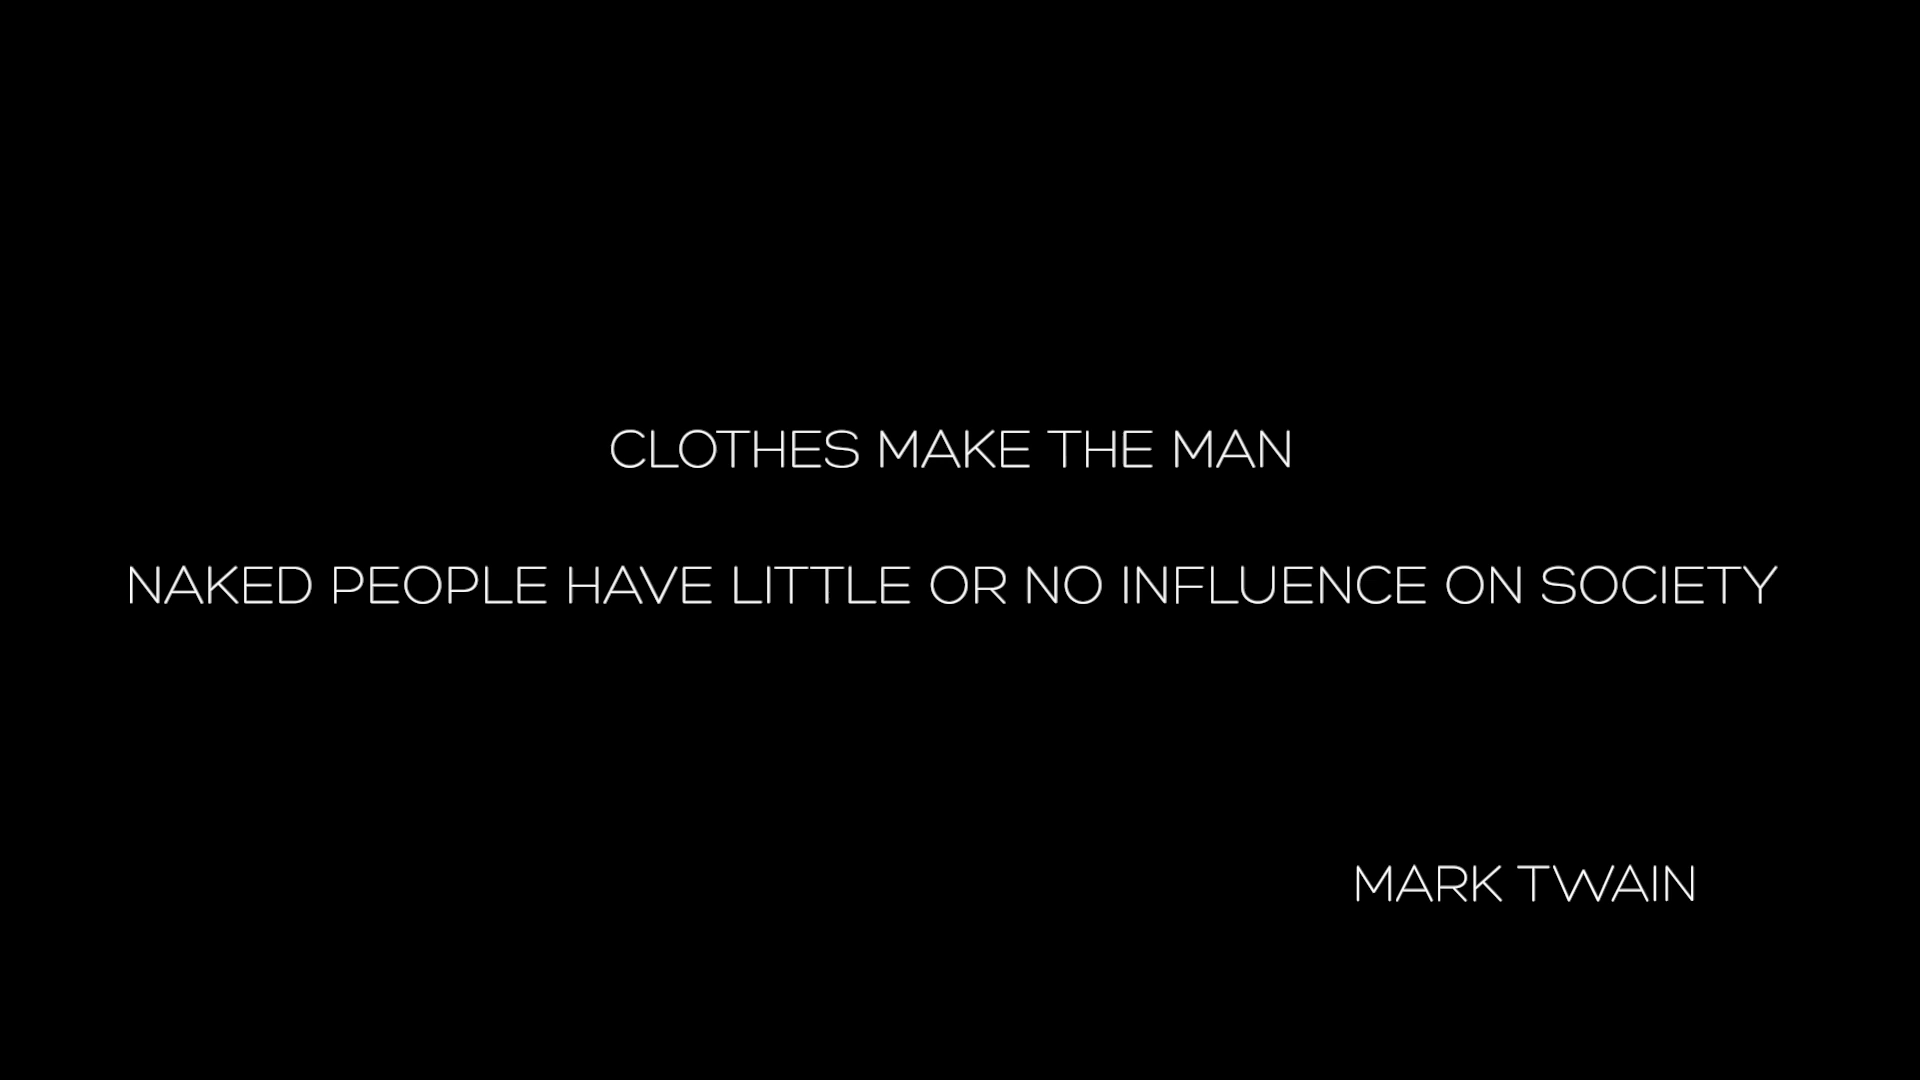 CLOTHES MAKE THE MAN
NAKED PEOPLE HAVE LITTLE OR NO INFLUENCE ON SOCIETY
MARK TWAIN